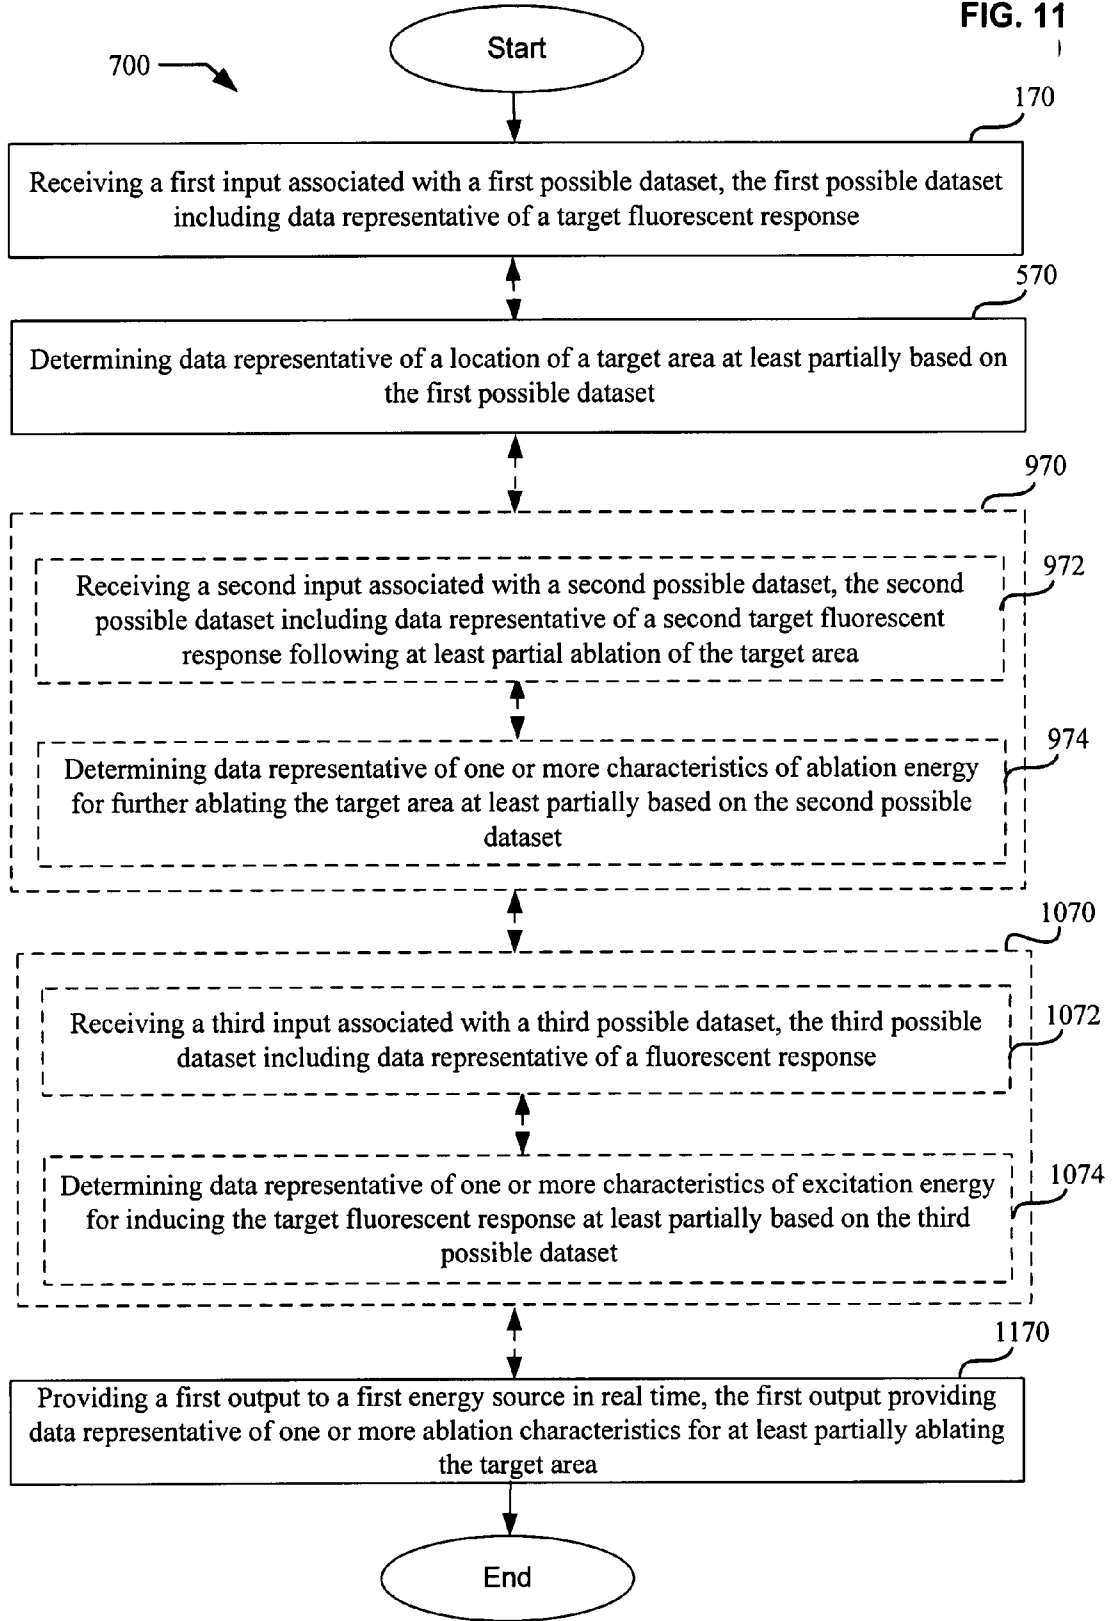 FIG. 11
Start
700
170
Receiving a first input associated with a first possible dataset, the first possible dataset
including data representative of a target fluorescent response
570
Determining data representative of a location of a target area at least partially based on
the first possible dataset
970
972
Receiving a second input associated with a second possible dataset, the second
possible dataset including data representative of a second target fluorescent
response following at least partial ablation of the target area
974
Determining data representative of one or more characteristics of ablation energy
for further ablating the target area at least partially based on the second possible
dataset
1070
1072
Receiving a third input associated with a third possible dataset, the third possible
dataset including data representative of a fluorescent response
1074
Determining data representative of one or more characteristics of excitation energy
for inducing the target fluorescent response at least partially based on the third
possible dataset
1170
Providing a first output to a first energy source in real time, the first output providing
data representative of one or more ablation characteristics for at least partially ablating
the target area
End